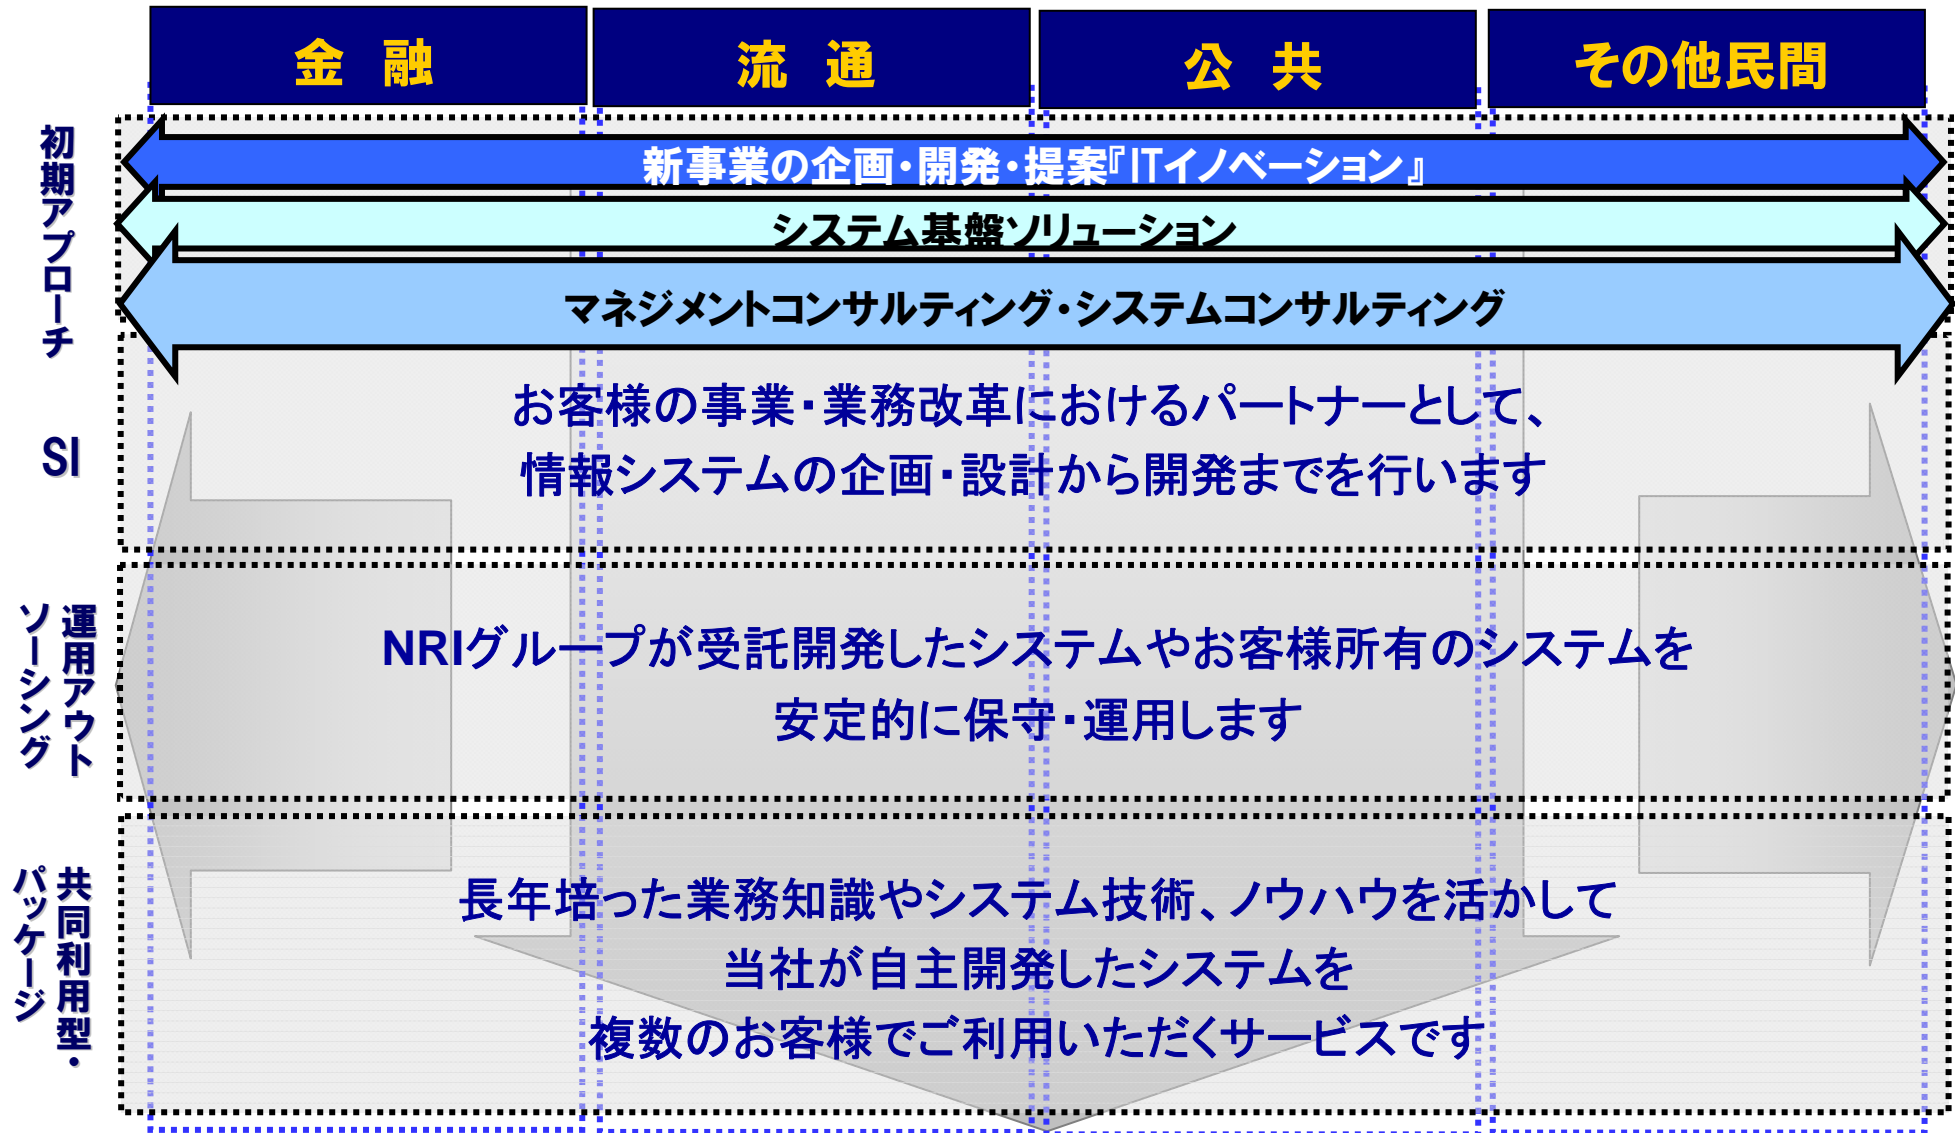 金　融
流　通
公　共
その他民間
初期アプローチ
新事業の企画・開発・提案『ITイノベーション』
システム基盤ソリューション
マネジメントコンサルティング・システムコンサルティング
SI
お客様の事業・業務改革におけるパートナーとして、
情報システムの企画・設計から開発までを行います
運用アウト
ソーシング
NRIグループが受託開発したシステムやお客様所有のシステムを
安定的に保守・運用します
共同利用型・
パッケージ
長年培った業務知識やシステム技術、ノウハウを活かして
当社が自主開発したシステムを
複数のお客様でご利用いただくサービスです